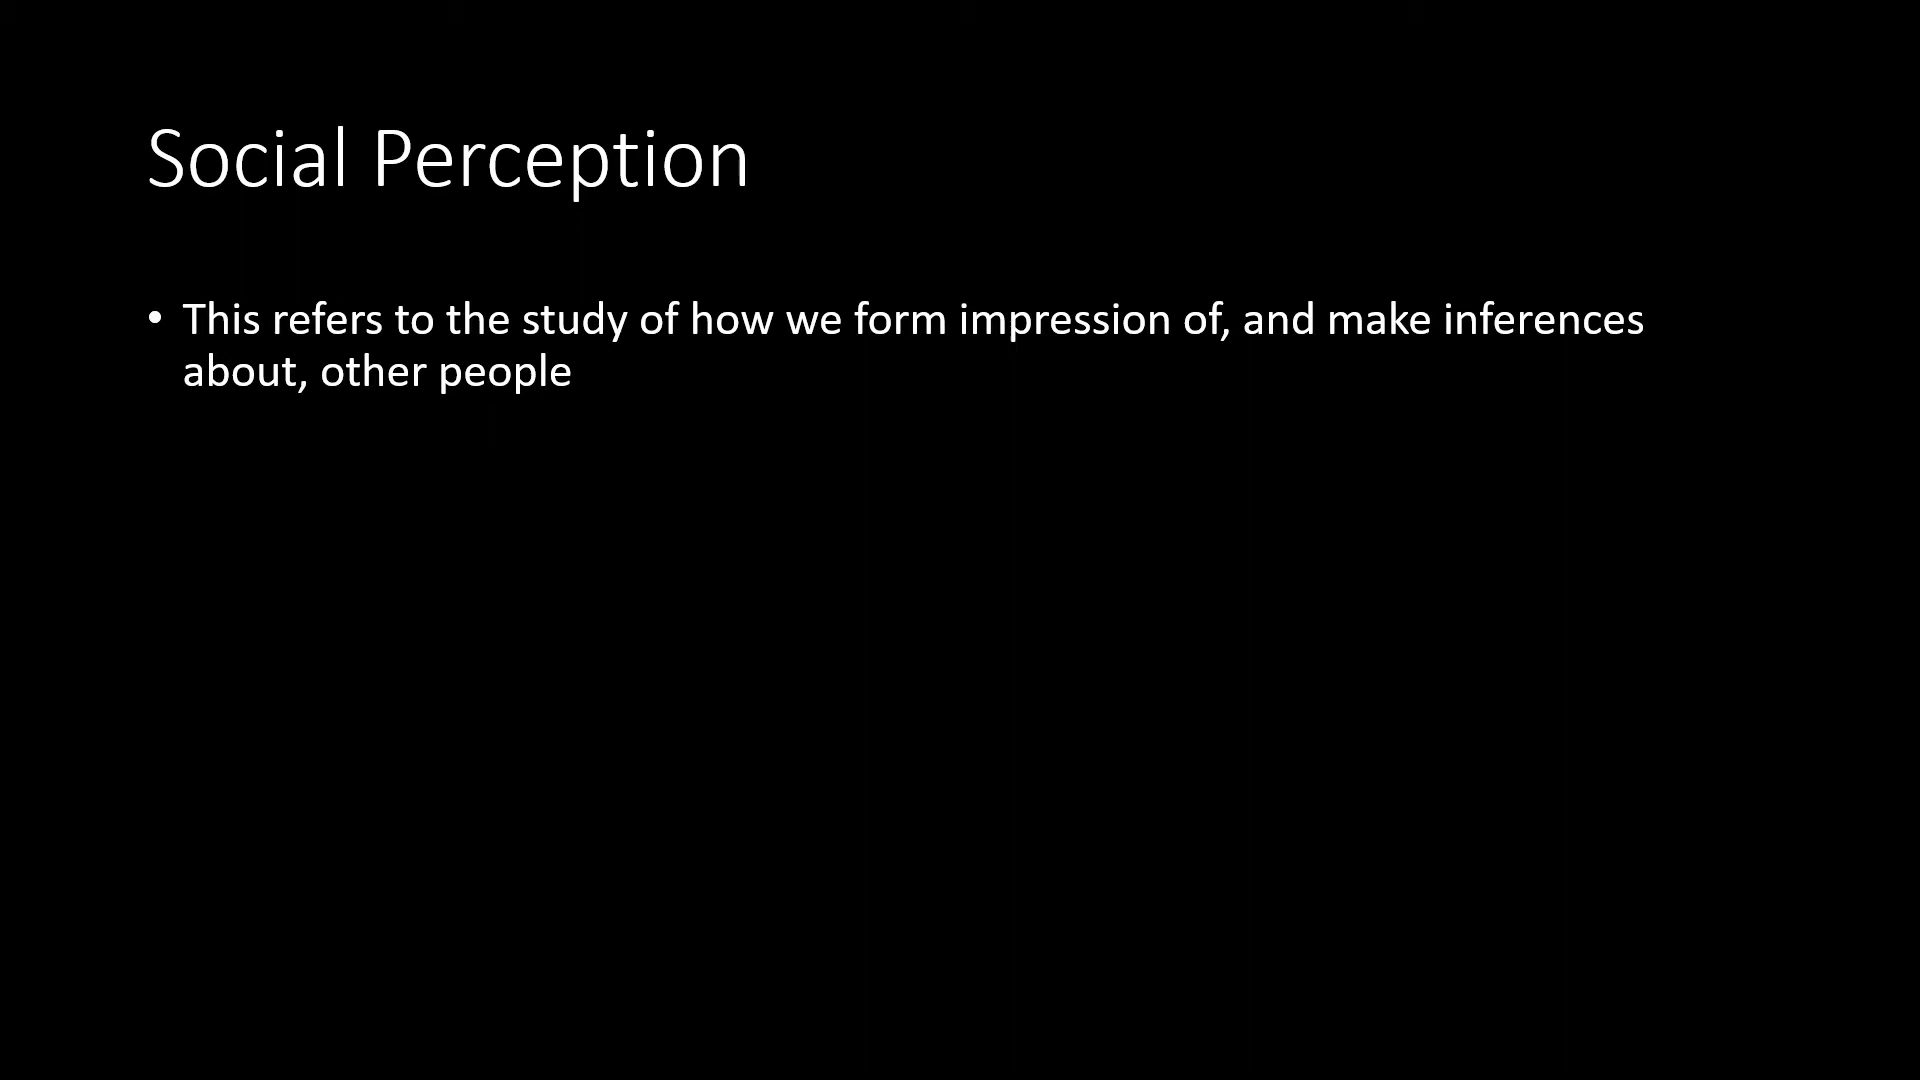 Social Perception
• This refers to the study of how we form impression of, and make inferences
about, other people